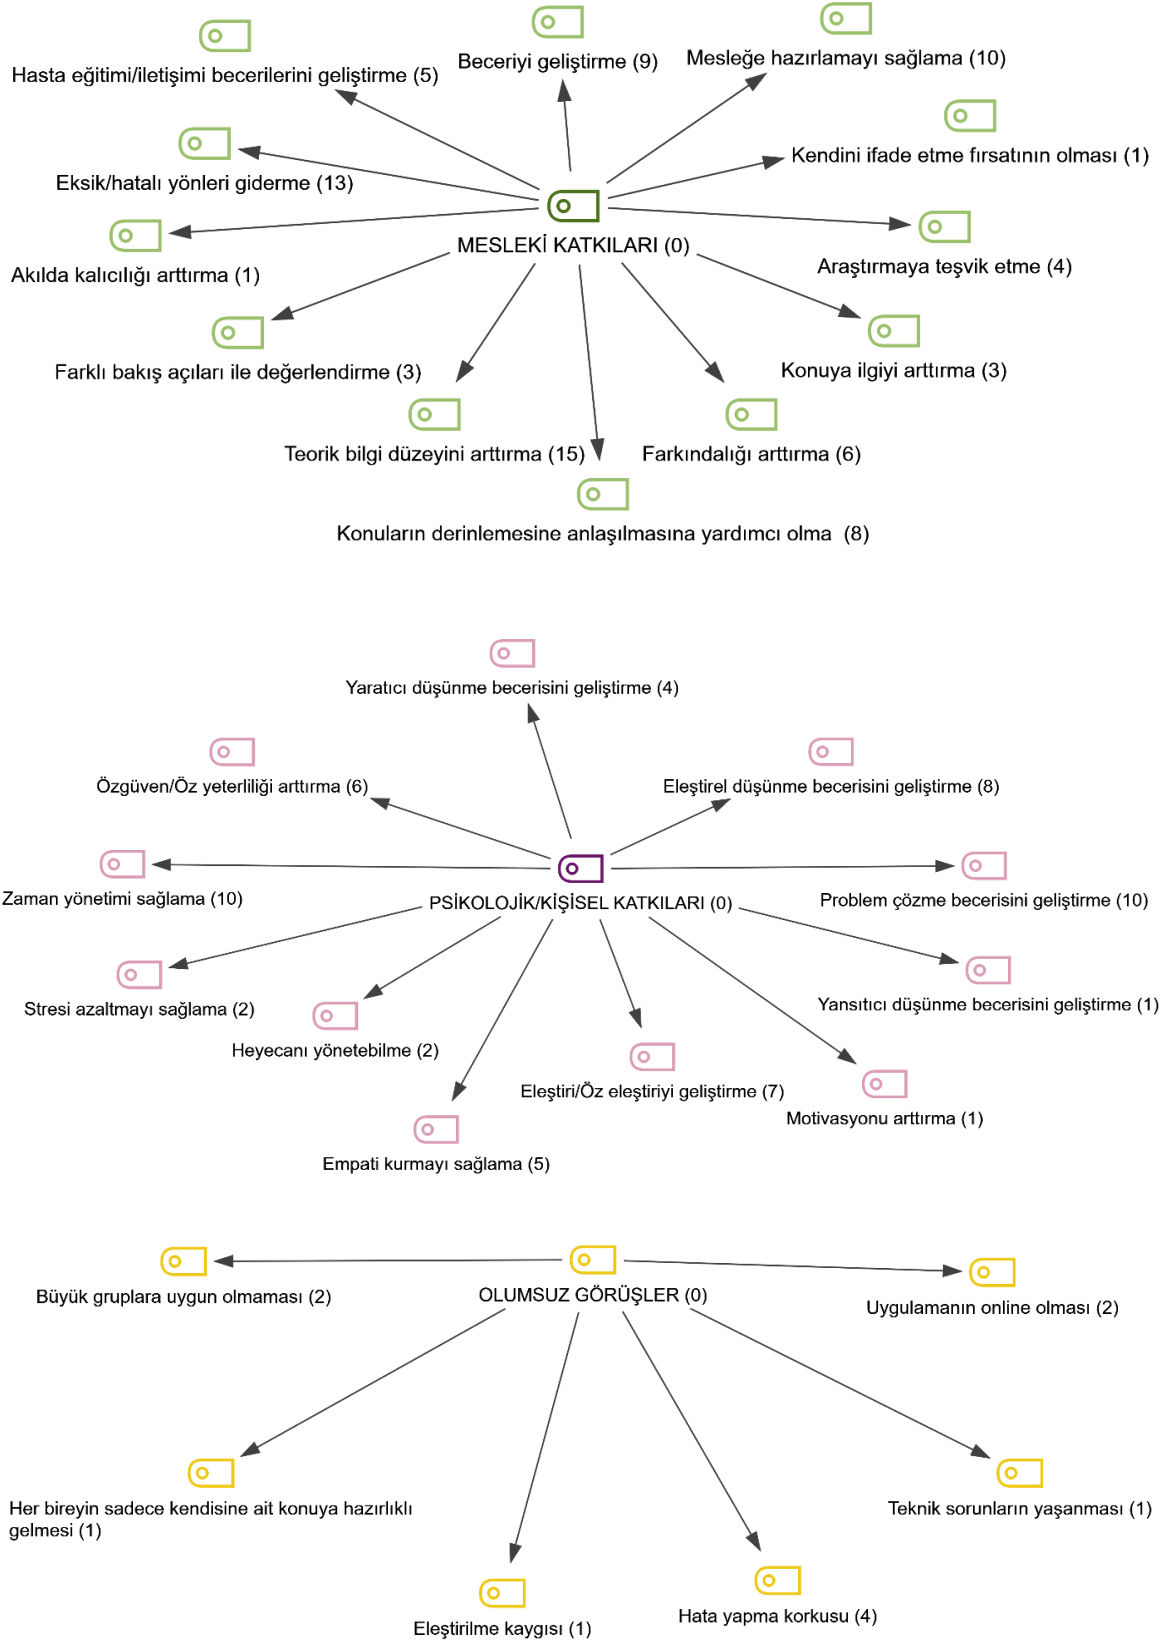 Hasta eğitimi/iletişimi becerilerini geliştirme (5)
Beceriyi geliştirme (9)
Mesleğe hazırlamayı sağlama (10)
Eksik/hatalı yönleri giderme (13)
Kendini ifade etme fırsatının olması (1)
MESLEKİ KATKILARI (0)
Akılda kalıcılığı arttırma (1)
Araştırmaya teşvik etme (4)
Farklı bakış açıları ile değerlendirme (3)
Konuya ilgiyi arttırma (3)
Teorik bilgi düzeyini arttırma (15)
Farkındalığı arttırma (6)
Konuların derinlemesine anlaşılmasına yardımcı olma (8)
Yaratıcı düşünme becerisini geliştirme (4)
Özgüven/Öz yeterliliği arttırma (6)
Eleştirel düşünme becerisini geliştirme (8)
Zaman yönetimi sağlama (10)
PSİKOLOJİK/KİŞİSEL KATKILARI (0)
Problem çözme becerisini geliştirme (10)
Stresi azaltmayı sağlama (2)
Yansıtıcı düşünme becerisini geliştirme (1)
Heyecanı yönetebilme (2)
Eleştiri/Öz eleştiriyi geliştirme (7)
Motivasyonu arttırma (1)
Empati kurmayı sağlama (5)
Büyük gruplara uygun olmaması (2)
OLUMSUZ GÖRÜŞLER (0)
Uygulamanın online olması (2)
Her bireyin sadece kendisine ait konuya hazırlıklı
gelmesi (1)
Teknik sorunların yaşanması (1)
Eleştirilme kaygısı (1)
Hata yapma korkusu (4)